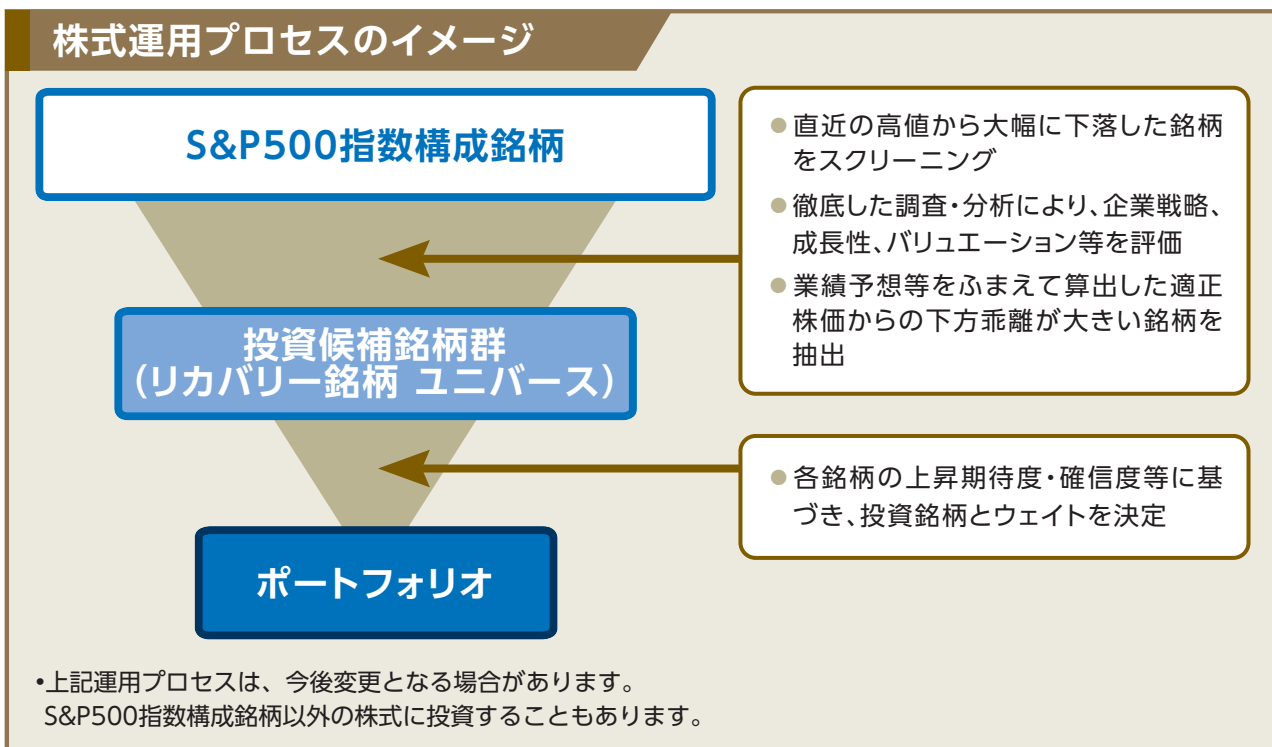 株式運用プロセスのイメージ
S&P500指数構成銘柄
●直近の高値から大幅に下落した銘柄
をスクリーニング
●徹底した調査・分析により、企業戦略、
成長性、バリュエーション等を評価
●業績予想等をふまえて算出した適正
株価からの下方乖離が大きい銘柄を
抽出
投資候補銘柄群
（リカバリー銘柄 ユニバース）
●各銘柄の上昇期待度・確信度等に基
づき、投資銘柄とウェイトを決定
ポートフォリオ
•上記運用プロセスは、今後変更となる場合があります。
S&P500指数構成銘柄以外の株式に投資することもあります。